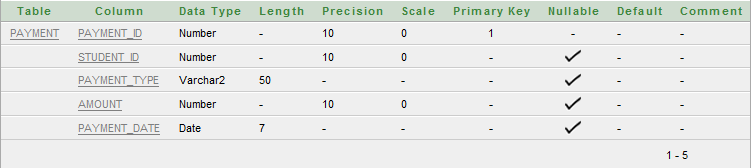 Table Column Data Type Length Precision Scale Primary Key Nullable Default Comment
PAYMENT PAYMENT_ID Number - 10 0 1 - - -
STUDENT_ID Number - 10 0 - - -
PAYMENT_TYPE Varchar2 50 - - - - -
AMOUNT Number - 10 0 - - -
PAYMENT_DATE Date 7 - - - - -
1 - 5